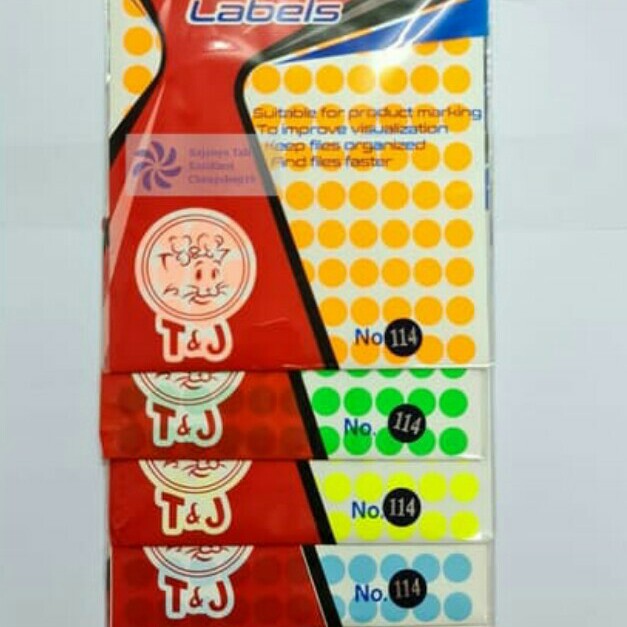 Labels
Suitable for product marking
To improve visualization
Keep files organized
And files faster
T&J
No. 114
T&J
No. 114
T&J
No. 114
T&J
No. 114